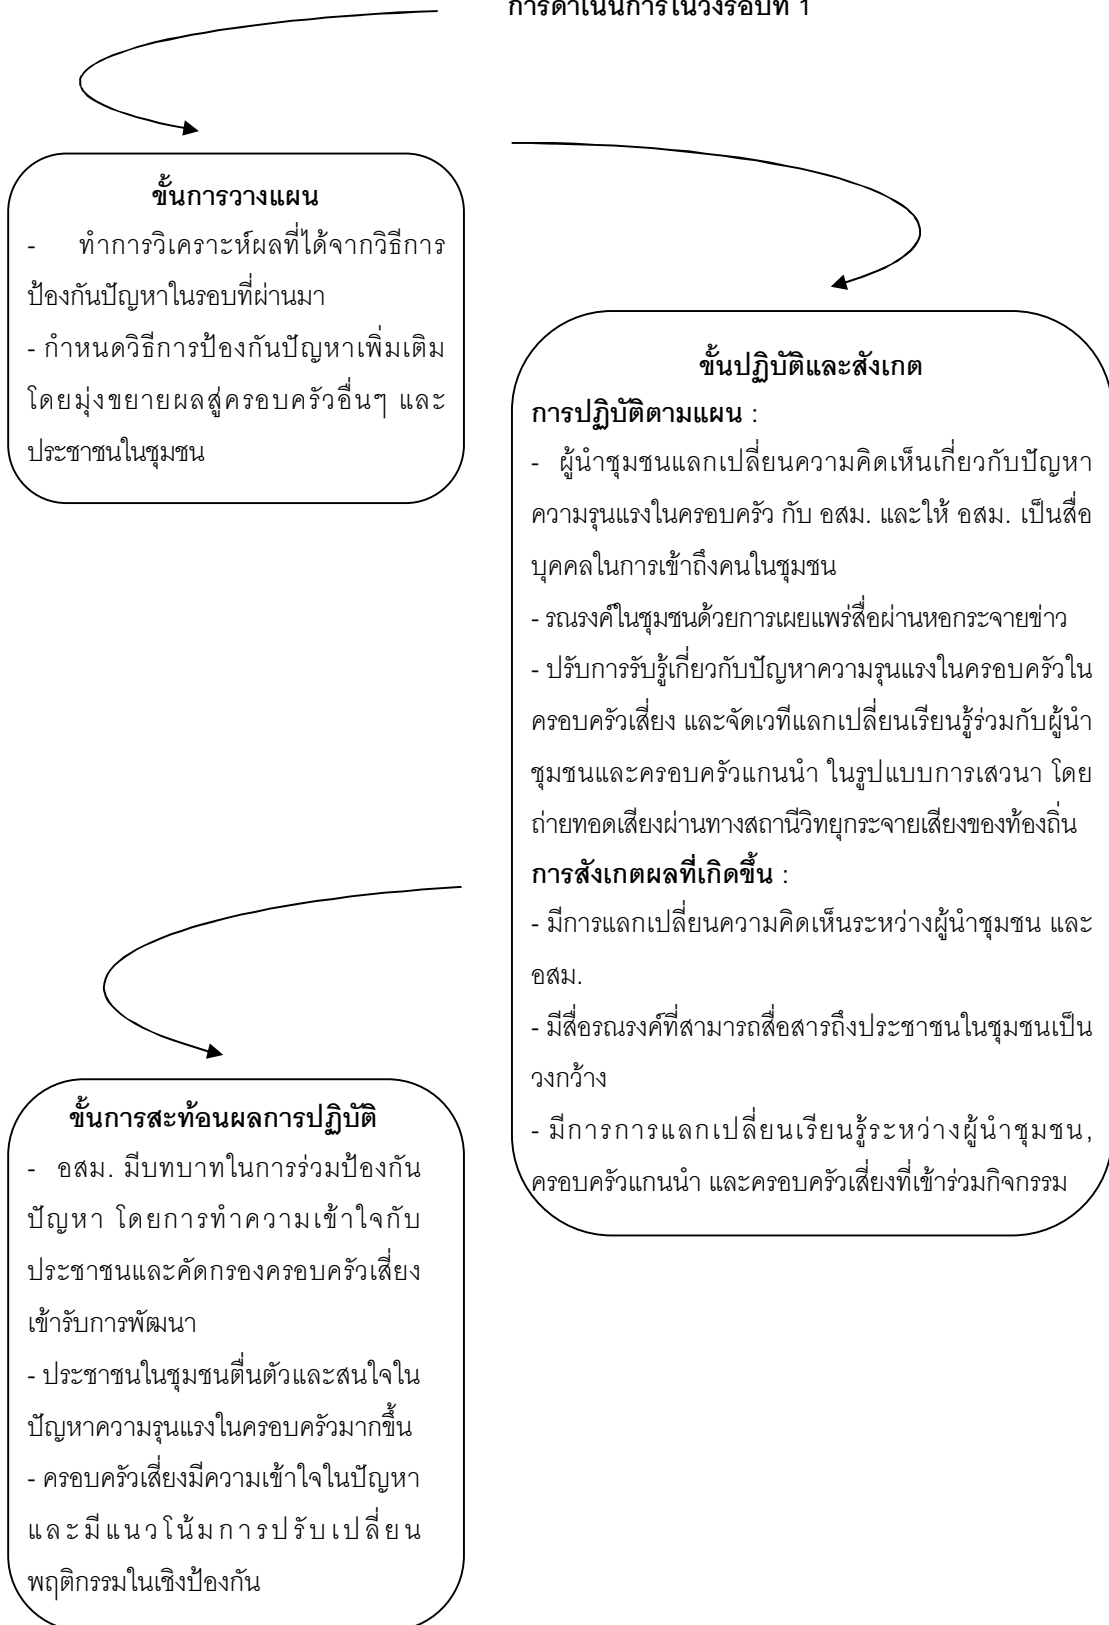 การดำเนินการในวงรอบที่ 1
ขั้นการวางแผน
- ทำการวิเคราะห์ผลที่ได้จากวิธีการ
ป้องกันปัญหาในรอบที่ผ่านมา
- กำหนดวิธีการป้องกันปัญหาเพิ่มเติม
โดยมุ่งขยายผลสู่ครอบครัวอื่นๆ และ
ประชาชนในชุมชน
ขั้นปฏิบัติและสังเกต
การปฏิบัติตามแผน :
- ผู้นำชุมชนแลกเปลี่ยนความคิดเห็นเกี่ยวกับปัญหา
ความรุนแรงในครอบครัว กับ อสม. และให้ อสม. เป็นสื่อ
บุคคลในการเข้าถึงคนในชุมชน
- รณรงค์ในชุมชนด้วยการเผยแพร่สื่อผ่านหอกระจายข่าว
- ปรับการรับรู้เกี่ยวกับปัญหาความรุนแรงในครอบครัวใน
ครอบครัวเสี่ยง และจัดเวทีแลกเปลี่ยนเรียนรู้ร่วมกับผู้นำ
ชุมชนและครอบครัวแกนนำ ในรูปแบบการเสวนา โดย
ถ่ายทอดเสียงผ่านทางสถานีวิทยุกระจายเสียงของท้องถิ่น
การสังเกตผลที่เกิดขึ้น :
- มีการแลกเปลี่ยนความคิดเห็นระหว่างผู้นำชุมชน และ
อสม.
- มีสื่อรณรงค์ที่สามารถสื่อสารถึงประชาชนในชุมชนเป็น
วงกว้าง
- มีการการแลกเปลี่ยนเรียนรู้ระหว่างผู้นำชุมชน,
ครอบครัวแกนนำ และครอบครัวเสี่ยงที่เข้าร่วมกิจกรรม
ขั้นการสะท้อนผลการปฏิบัติ
- อสม. มีบทบาทในการร่วมป้องกัน
ปัญหา โดยการทำความเข้าใจกับ
ประชาชนและคัดกรองครอบครัวเสี่ยง
เข้ารับการพัฒนา
- ประชาชนในชุมชนตื่นตัวและสนใจใน
ปัญหาความรุนแรงในครอบครัวมากขึ้น
- ครอบครัวเสี่ยงมีความเข้าใจในปัญหา
และมีแนวโน้มการปรับเปลี่ยน
พฤติกรรมในเชิงป้องกัน